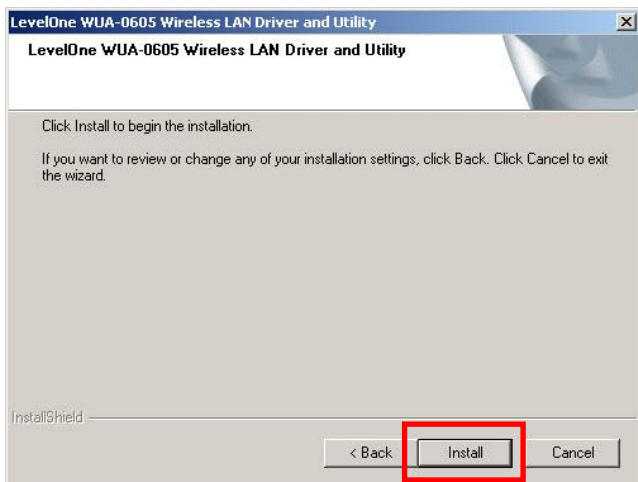 LevelOne WUA-0605 Wireless LAN Driver and Utility
LevelOne WUA-0605 Wireless LAN Driver and Utility
Click Install to begin the installation.
If you want to review or change any of your installation settings, click Back. Click Cancel to exit
the wizard.
InstallShield
< Back Install Cancel